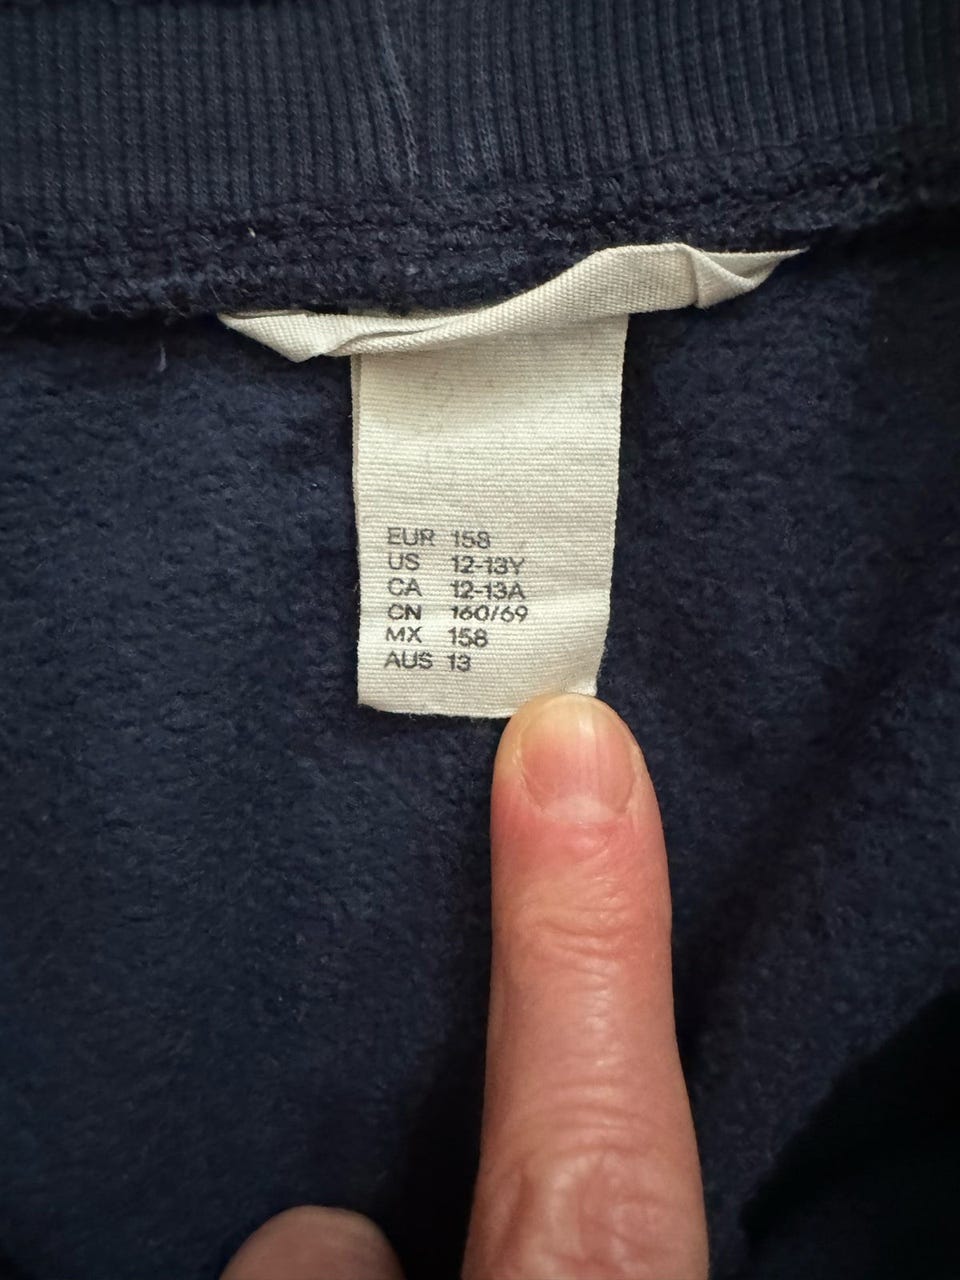 EUR 158
US 12-13Y
CA 12-13A
CN 160/69
MX 158
AUS 13